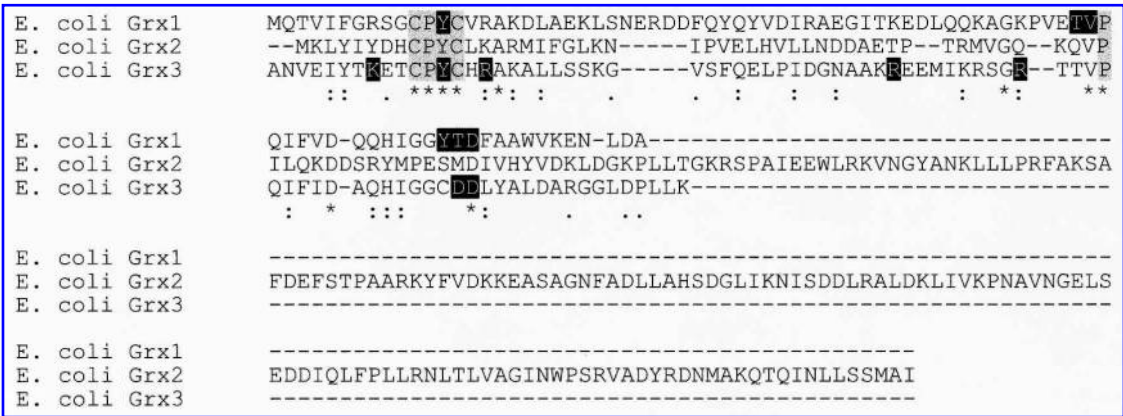 E. coli Grx1 MQTVIFGRSGCPYCVRAKDLAEKLSNERDDFQYQYVDIRAEGITKEDLQQKAGKPVETVP
E. coli Grx2 --MKLYIYDHCPYCLKARMIFGLKN-----IPVELHVLLNDDAETP--TRMVGQ--KQVP
E. coli Grx3 ANVEIYTKETCPYCHRAKALLSSKG-----VSFQELPIDGNAAKREEMIKRSGR--TTVP
:: . **** :*: : . . : : : : *: **
E. coli Grx1 QIFVD-QQHIGGYTDFAAWVKEN-LDA---------------------------------
E. coli Grx2 ILQKDDSRYMPESMDIVHYVDKLDGKPLLTGKRSPAIEEWLRKVNGYANKLLLPRFAKSA
E. coli Grx3 QIFID-AQHIGGCDDLYALDARGGLDPLLK------------------------------
: * ::: *: . ..
E. coli Grx1 ------------------------------------------------------------
E. coli Grx2 FDEFSTPAARKYFVDKKEASAGNFADLLAHSDGLIKNISDDLRALDKLIVKPNAVNGELS
E. coli Grx3 ------------------------------------------------------------
E. coli Grx1 ----------------------------------------------
E. coli Grx2 EDDIQLFPLLRNLTLVAGINWPSRVADYRDNMAKQTQINLLSSMAI
E. coli Grx3 ----------------------------------------------